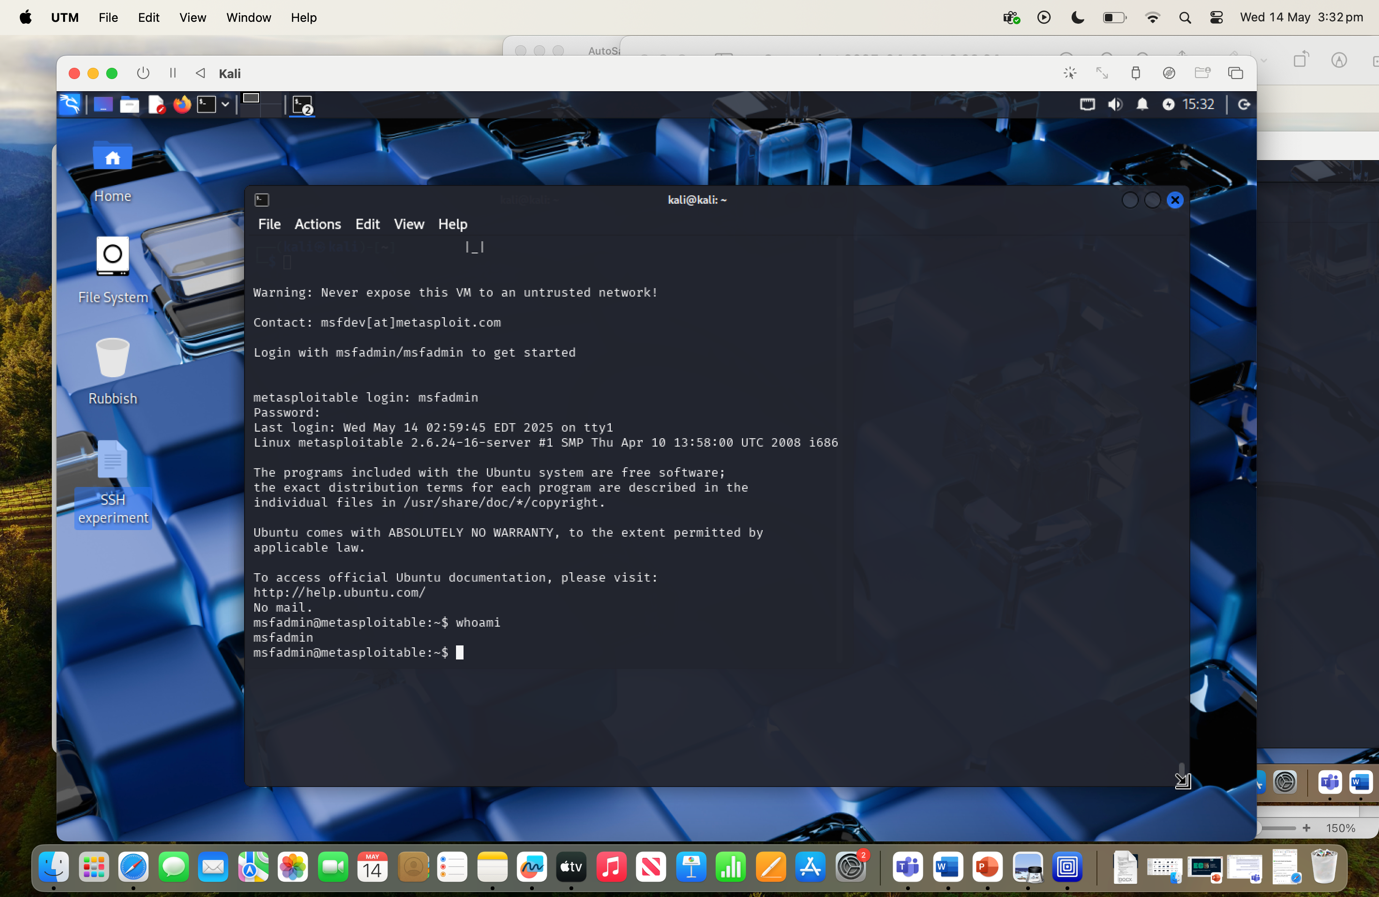 UTM File Edit View Window Help
Wed 14 May 3:32 pm
AutoSa
Kali
2
15:32
Home
File System
Rubbish
SSH
experiment
kali@kali: ~
File Actions Edit View Help
|_|
Warning: Never expose this VM to an untrusted network!
Contact: msfdev[at]metasploit.com
Login with msfadmin/msfadmin to get started
metasploitable login: msfadmin
Password:
Last login: Wed May 14 02:59:45 EDT 2025 on tty1
Linux metasploitable 2.6.24-16-server #1 SMP Thu Apr 10 13:58:00 UTC 2008 i686
The programs included with the Ubuntu system are free software;
the exact distribution terms for each program are described in the
individual files in /usr/share/doc/*/copyright.
Ubuntu comes with ABSOLUTELY NO WARRANTY, to the extent permitted by
applicable law.
To access official Ubuntu documentation, please visit:
http://help.ubuntu.com/
No mail.
msfadmin@metasploitable:~$ whoami
msfadmin
msfadmin@metasploitable:~$
150%
MAY
14
tv
2